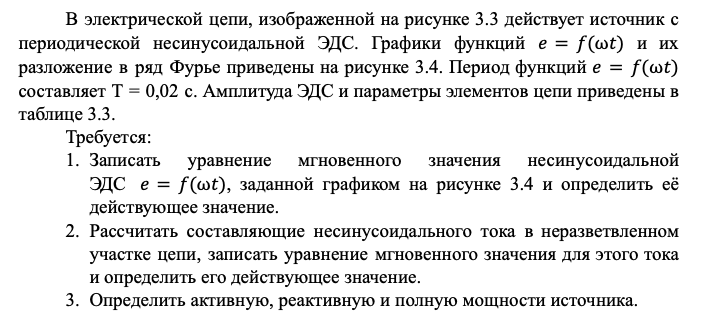 В электрической цепи, изображенной на рисунке 3.3 действует источник с
периодической несинусоидальной ЭДС. Графики функций e = f(ωt) и их
разложение в ряд Фурье приведены на рисунке 3.4. Период функций e = f(ωt)
составляет T = 0,02 с. Амплитуда ЭДС и параметры элементов цепи приведены в
таблице 3.3.
Требуется:
1. Записать уравнение мгновенного значения несинусоидальной
ЭДС e = f(ωt), заданной графиком на рисунке 3.4 и определить её
действующее значение.
2. Рассчитать составляющие несинусоидального тока в неразветвленном
участке цепи, записать уравнение мгновенного значения для этого тока
и определить его действующее значение.
3. Определить активную, реактивную и полную мощности источника.